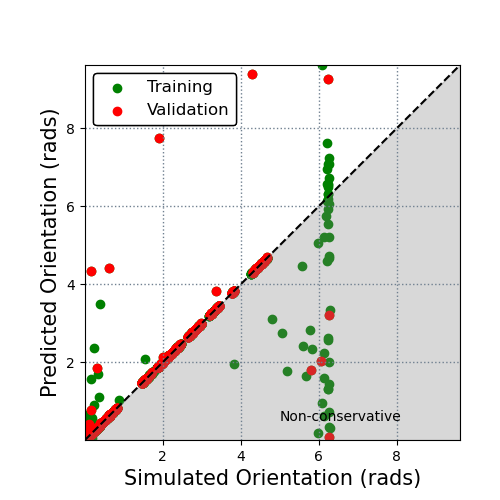 Training
Validation
Predicted Orientation (rads)
8
6
4
2
Non-conservative
2 4 6 8
Simulated Orientation (rads)